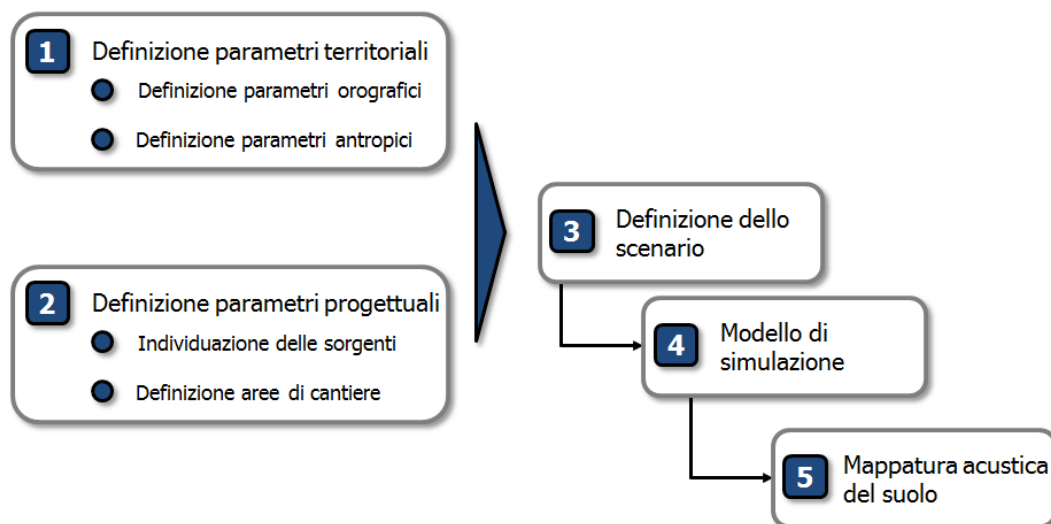 1 Definizione parametri territoriali
Definizione parametri orografici
Definizione parametri antropici
2 Definizione parametri progettuali
Individuazione delle sorgenti
Definizione aree di cantiere
3 Definizione dello
scenario
4 Modello di
simulazione
5 Mappatura acustica
del suolo